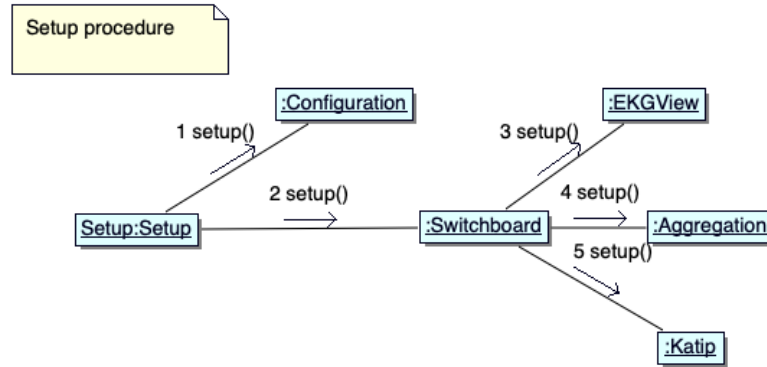 Setup procedure
:Configuration
:EKGView
1 setup()
3 setup()
2 setup()
4 setup()
Setup:Setup
:Switchboard
:Aggregation
5 setup()
:Katip